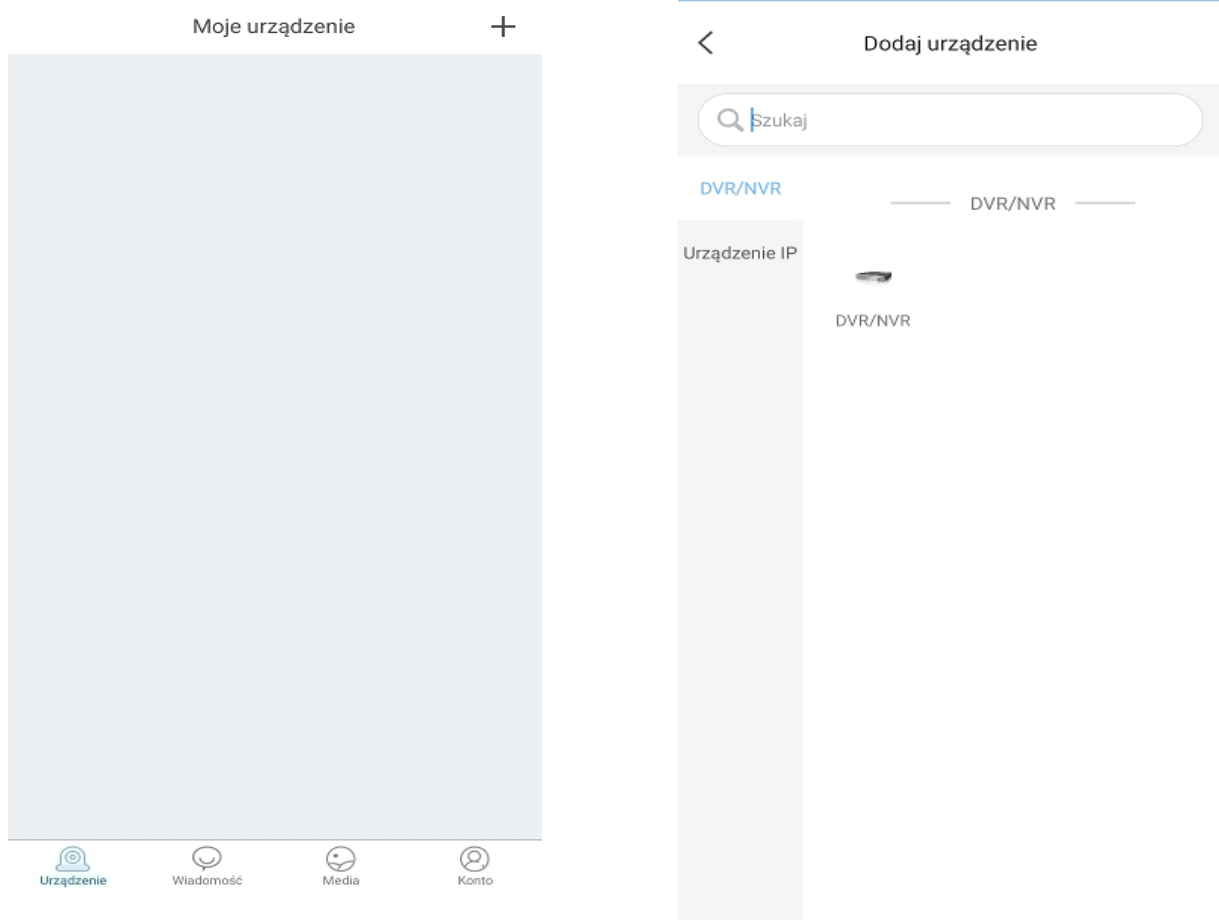 Moje urządzenie
Urządzenie
Wiadomość
Media
Konto
Dodaj urządzenie
Szukaj
DVR/NVR
Urządzenie IP
DVR/NVR
DVR/NVR